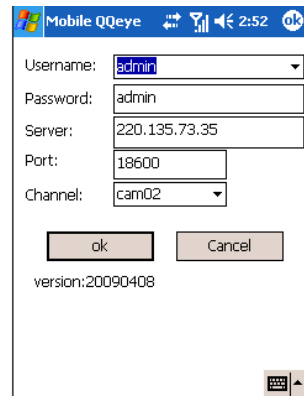 Mobile QQeye 2:52 ok
Username: admin
Password: admin
Server: 220.135.73.35
Port: 18600
Channel: cam02
ok Cancel
version:20090408